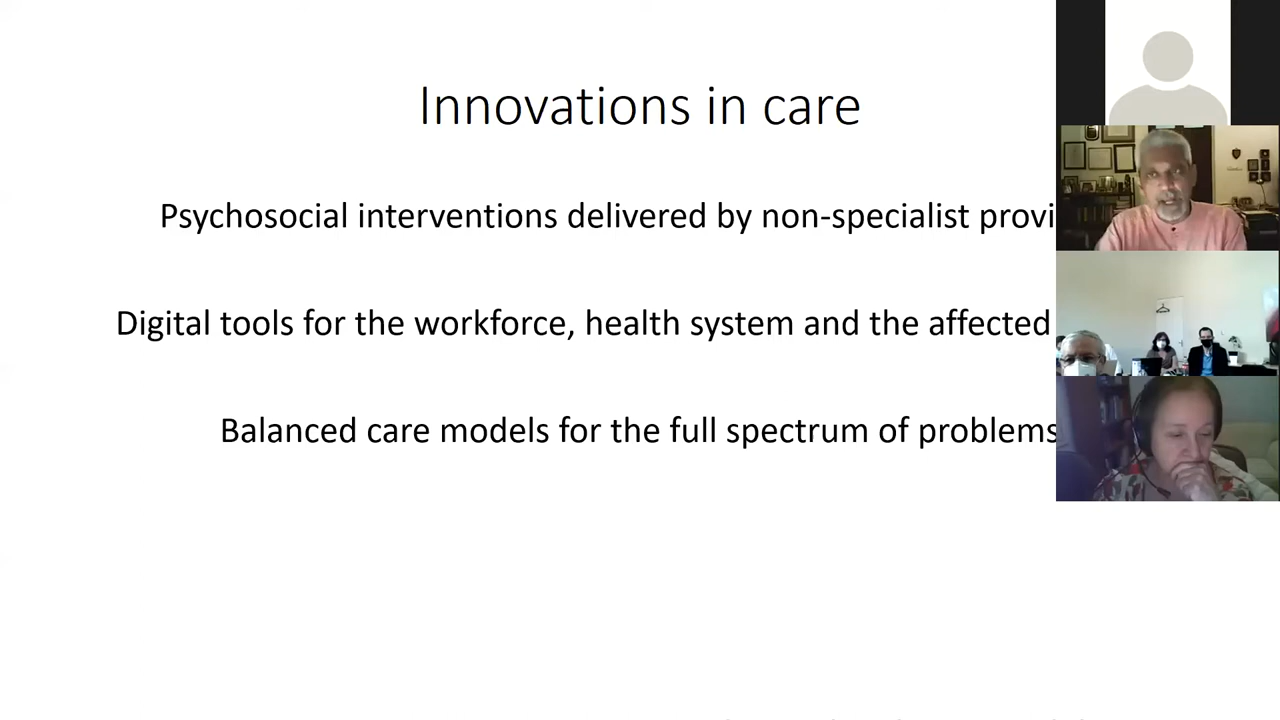 Innovations in care
Psychosocial interventions delivered by non-specialist provi
Digital tools for the workforce, health system and the affected
Balanced care models for the full spectrum of problems